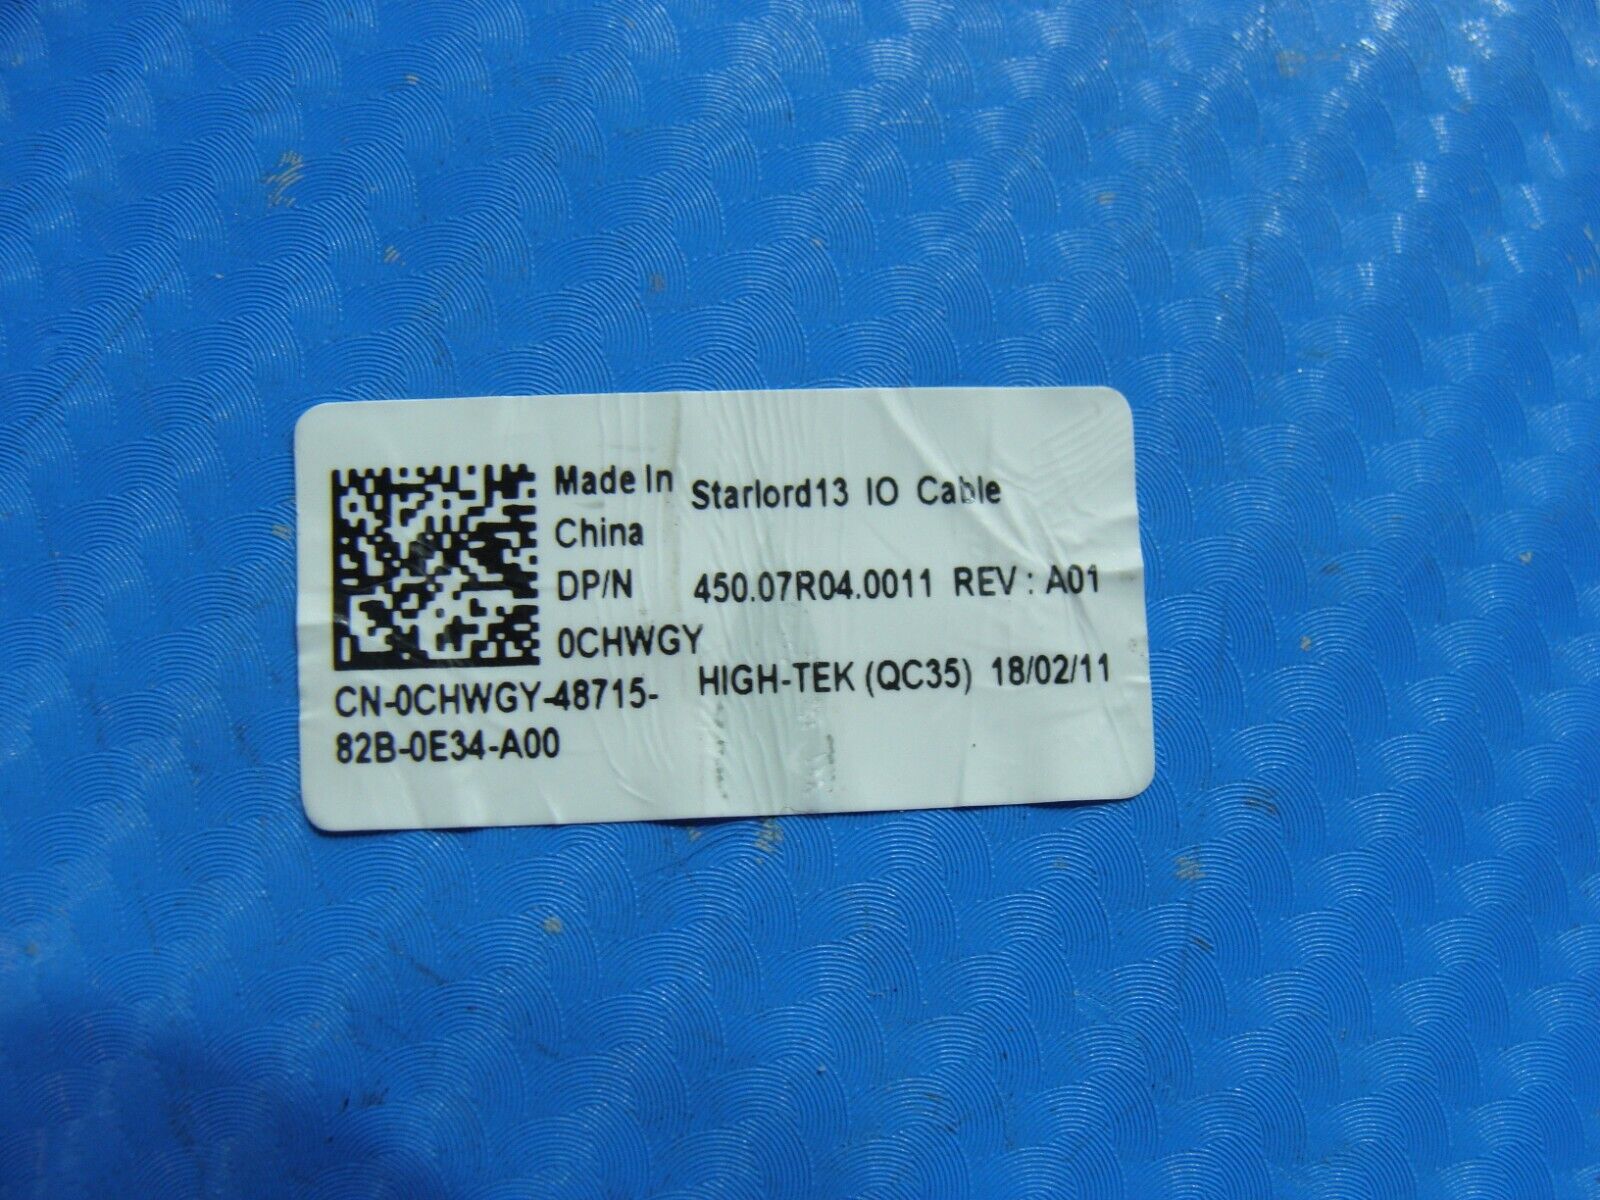 Made In
China
DP/N
0CHWGY
CN-0CHWGY-48715-
82B-0E34-A00
Starlord13 IO Cable
450.07R04.0011 REV : A01
HIGH-TEK (QC35) 18/02/11